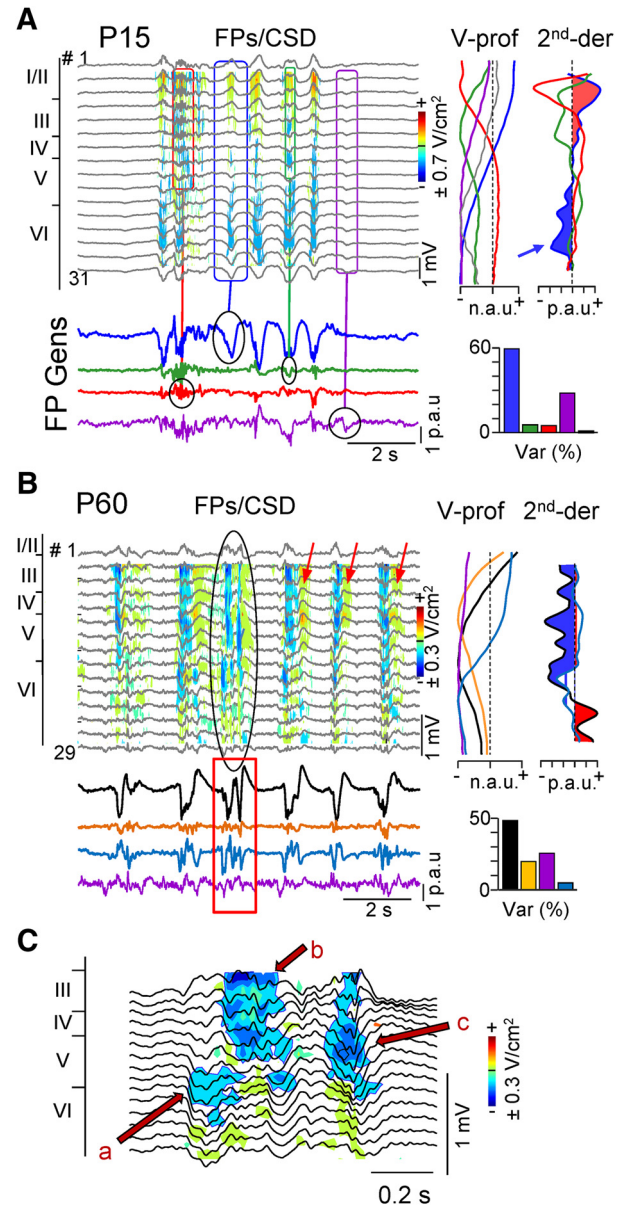 A
P15
FPs/CSD
V-prof
2nd-der
# 1
I/II
III
IV
V
VI
31
+
-
± 0.7 V/cm2
1 mV
- n.a.u.+
- p.a.u.+
FP Gens
1 p.a.u
2 s
60
0
Var (%)
B
P60
FPs/CSD
V-prof
2nd-der
I/II
# 1
III
IV
V
VI
29
+
-
± 0.3 V/cm2
1 mV
- n.a.u.+
- p.a.u.+
1 p.a.u
2 s
50
0
Var (%)
C
b
III
IV
c
V
VI
a
+
-
± 0.3 V/cm2
1 mV
0.2 s